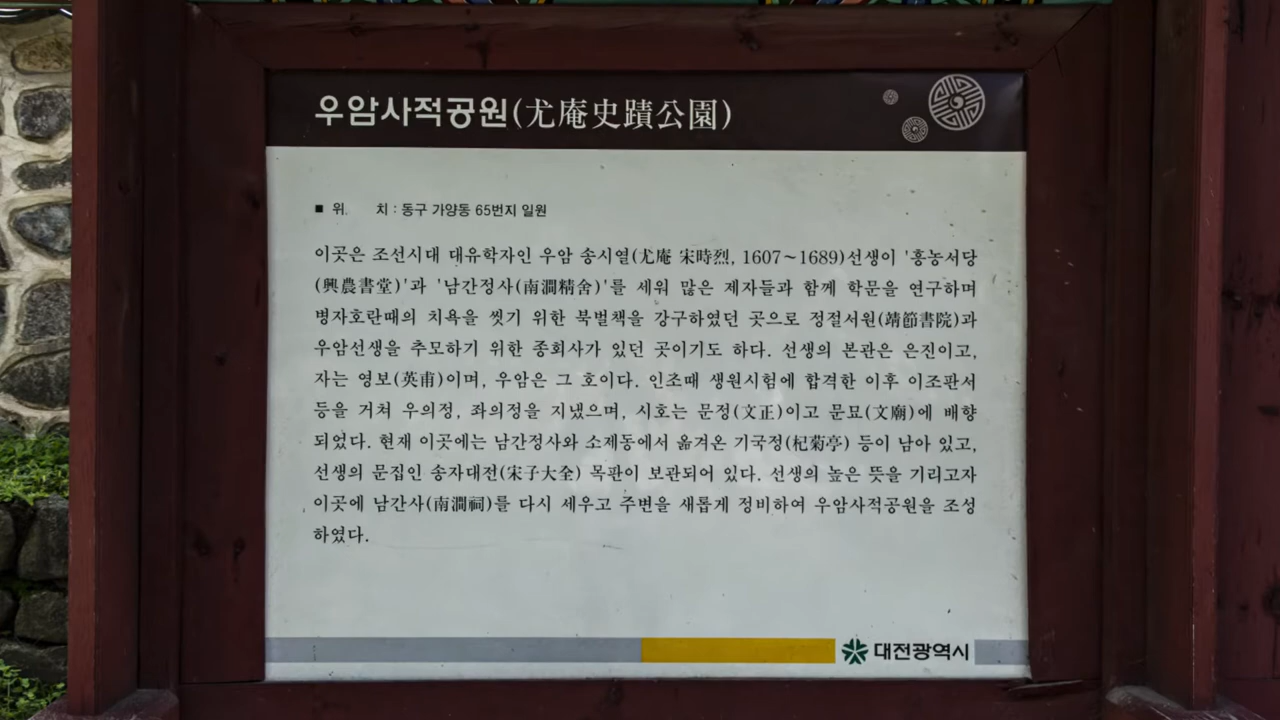 우암사적공원(尤庵史蹟公園)
■ 위 치 : 동구 가양동 65번지 일원
이곳은 조선시대 대유학자인 우암 송시열(尤庵 宋時烈, 1607~1689)선생이 '흥농서당
(興農書堂)'과 '남간정사(南澗精舍)'를 세워 많은 제자들과 함께 학문을 연구하며
병자호란때의 치욕을 씻기 위한 북벌책을 강구하였던 곳으로 정절서원(靖節書院)과
우암선생을 추모하기 위한 종회사가 있던 곳이기도 하다. 선생의 본관은 은진이고,
자는 영보(英甫)이며, 우암은 그 호이다. 인조때 생원시험에 합격한 이후 이조판서
등을 거쳐 우의정, 좌의정을 지냈으며, 시호는 문정(文正)이고 문묘(文廟)에 배향
되었다. 현재 이곳에는 남간정사와 소제동에서 옮겨온 기국정(杞菊亭) 등이 남아 있고,
선생의 문집인 송자대전(宋子大全) 목판이 보관되어 있다. 선생의 높은 뜻을 기리고자
이곳에 남간사(南澗祠)를 다시 세우고 주변을 새롭게 정비하여 우암사적공원을 조성
하였다.
대전광역시